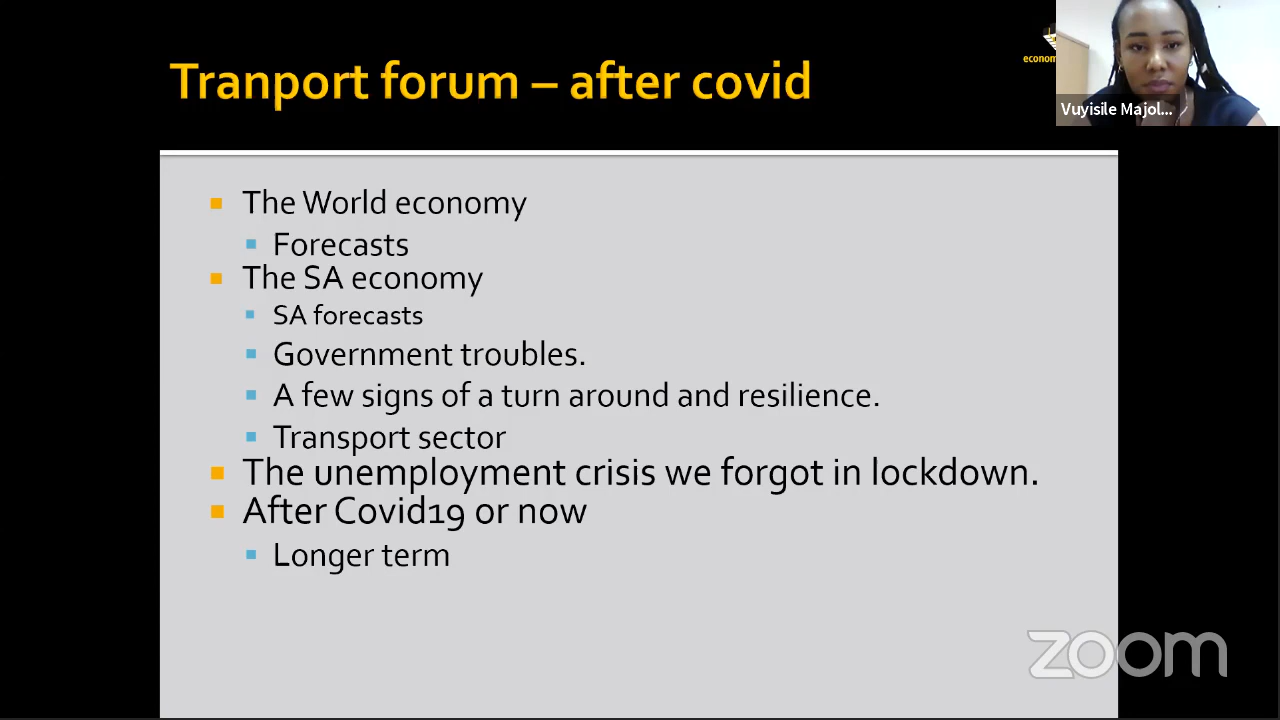 Tranport forum – after covid
econom
Vuyisile Majol...
The World economy
Forecasts
The SA economy
SA forecasts
Government troubles.
A few signs of a turn around and resilience.
Transport sector
The unemployment crisis we forgot in lockdown.
After Covid19 or now
Longer term
zoom